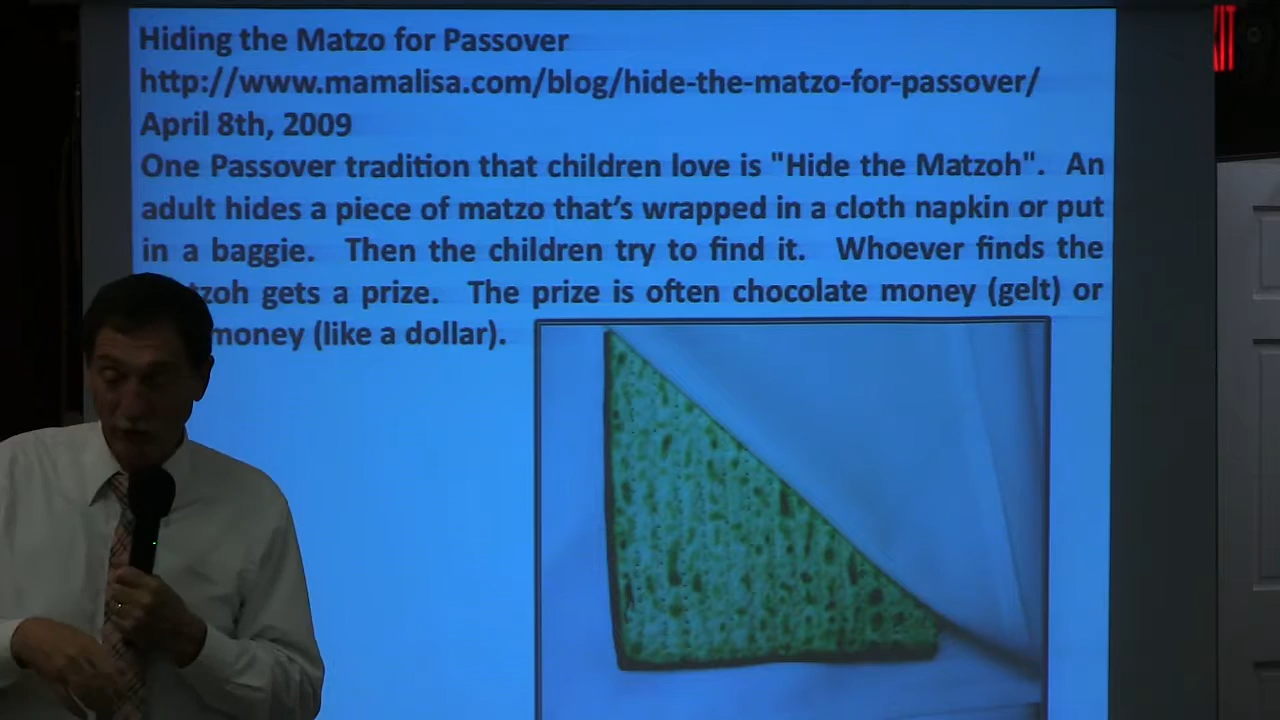 Hiding the Matzo for Passover
http://www.mamalisa.com/blog/hide-the-matzo-for-passover/
April 8th, 2009
One Passover tradition that children love is "Hide the Matzoh". An
adult hides a piece of matzo that's wrapped in a cloth napkin or put
in a baggie. Then the children try to find it. Whoever finds the
tzoh gets a prize. The prize is often chocolate money (gelt) or
money (like a dollar).